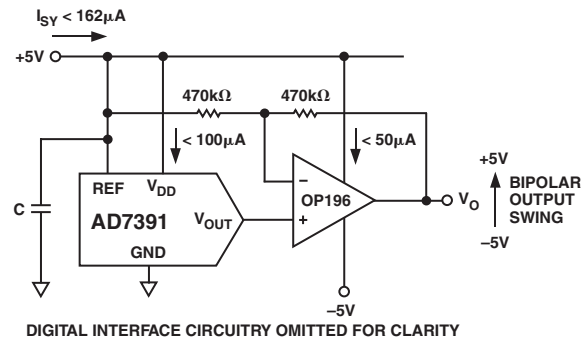 I_SY < 162µA
+5V
470kΩ 470kΩ
< 100µA < 50µA
REF V_DD
C
AD7391
V_OUT
GND
–
+
OP196
V_O
+5V
BIPOLAR
OUTPUT
SWING
–5V
–5V
DIGITAL INTERFACE CIRCUITRY OMITTED FOR CLARITY